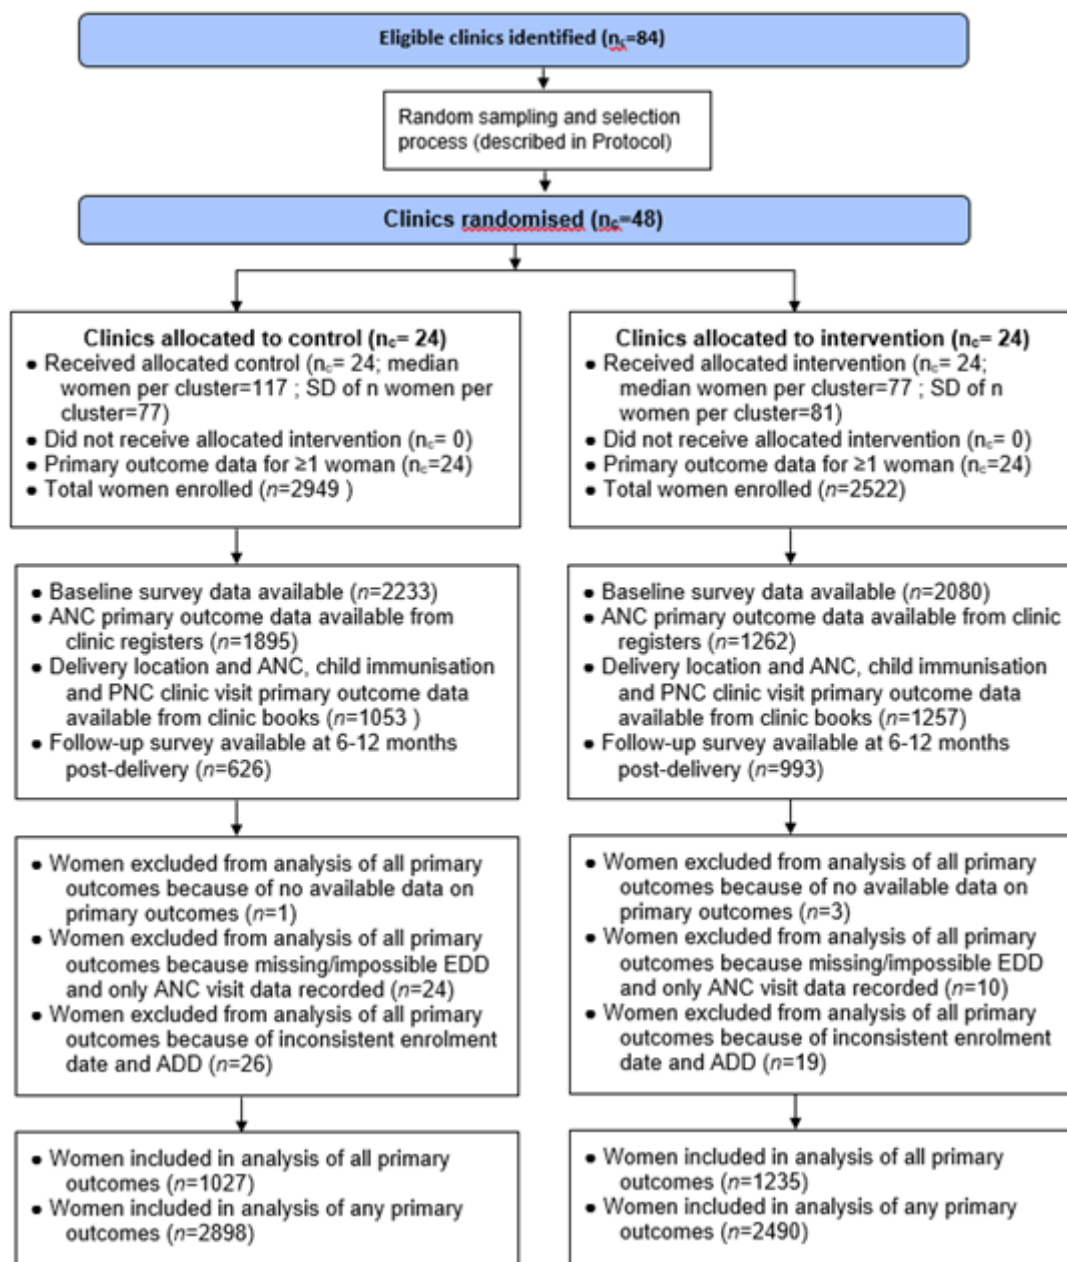 Eligible clinics identified (nc=84)
Random sampling and selection
process (described in Protocol)
Clinics randomised (nc=48)
Clinics allocated to control (nc= 24)
● Received allocated control (nc= 24; median
women per cluster=117 ; SD of n women per
cluster=77)
● Did not receive allocated intervention (nc= 0)
● Primary outcome data for ≥1 woman (nc=24)
● Total women enrolled (n=2949 )
Clinics allocated to intervention (nc= 24)
● Received allocated intervention (nc= 24;
median women per cluster=77 ; SD of n
women per cluster=81)
● Did not receive allocated intervention (nc= 0)
● Primary outcome data for ≥1 woman (nc=24)
● Total women enrolled (n=2522)
● Baseline survey data available (n=2233)
● ANC primary outcome data available from
clinic registers (n=1895)
● Delivery location and ANC, child immunisation
and PNC clinic visit primary outcome data
available from clinic books (n=1053 )
● Follow-up survey available at 6-12 months
post-delivery (n=626)
● Baseline survey data available (n=2080)
● ANC primary outcome data available from clinic
registers (n=1262)
● Delivery location and ANC, child immunisation
and PNC clinic visit primary outcome data
available from clinic books (n=1257)
● Follow-up survey available at 6-12 months
post-delivery (n=993)
● Women excluded from analysis of all primary
outcomes because of no available data on
primary outcomes (n=1)
● Women excluded from analysis of all primary
outcomes because missing/impossible EDD
and only ANC visit data recorded (n=24)
● Women excluded from analysis of all primary
outcomes because of inconsistent enrolment
date and ADD (n=26)
● Women excluded from analysis of all primary
outcomes because of no available data on
primary outcomes (n=3)
● Women excluded from analysis of all primary
outcomes because missing/impossible EDD
and only ANC visit data recorded (n=10)
● Women excluded from analysis of all primary
outcomes because of inconsistent enrolment
date and ADD (n=19)
● Women included in analysis of all primary
outcomes (n=1027)
● Women included in analysis of any primary
outcomes (n=2898)
● Women included in analysis of all primary
outcomes (n=1235)
● Women included in analysis of any primary
outcomes (n=2490)